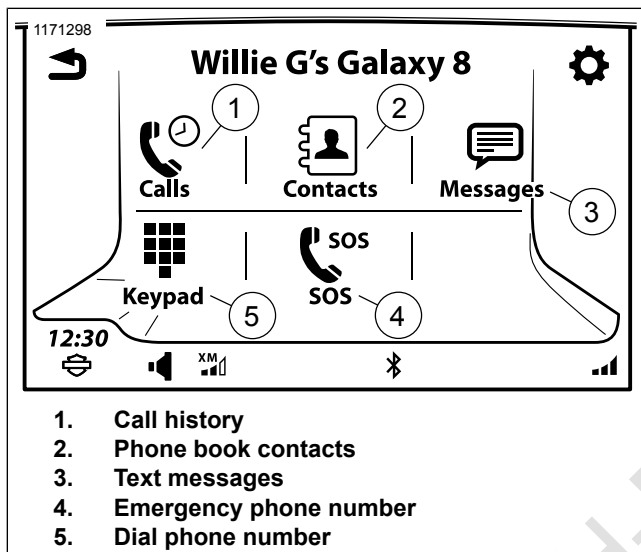 1171298
Willie G's Galaxy 8
1
2
Calls
Contacts
Messages
3
SOS
Keypad
SOS
5
4
12:30
XM
1. Call history
2. Phone book contacts
3. Text messages
4. Emergency phone number
5. Dial phone number